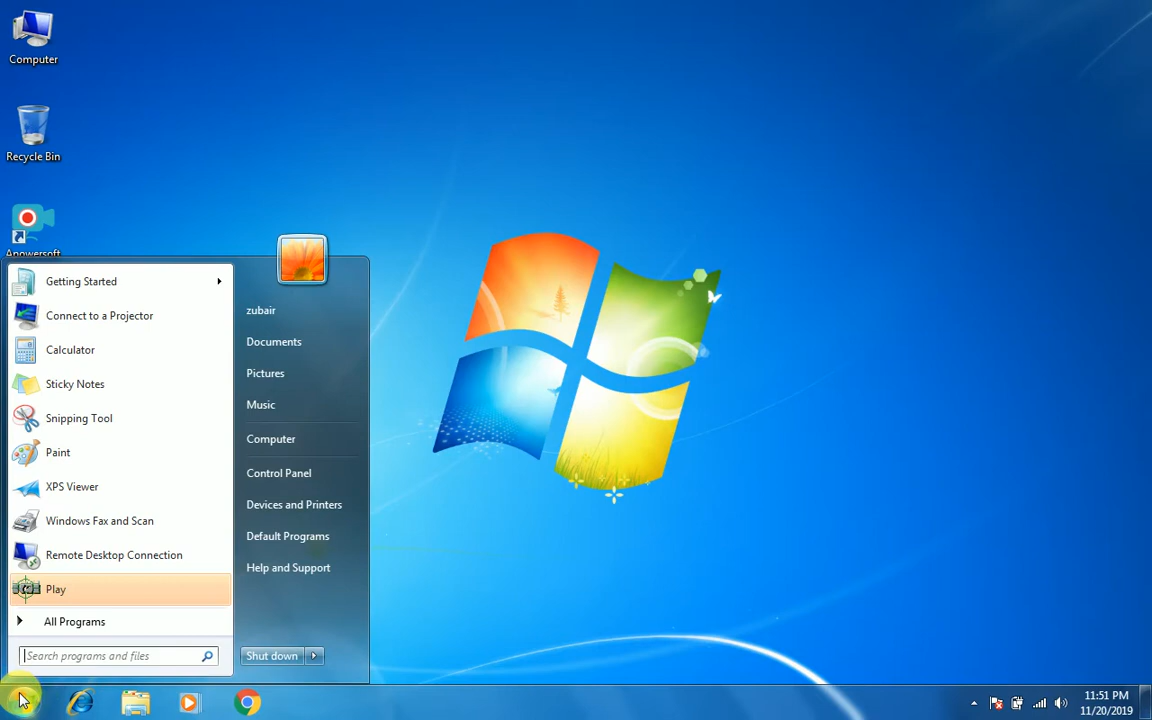 Computer
Recycle Bin
Apowersoft
Getting Started
Connect to a Projector
Calculator
Sticky Notes
Snipping Tool
Paint
XPS Viewer
Windows Fax and Scan
Remote Desktop Connection
Play
All Programs
Search programs and files
zubair
Documents
Pictures
Music
Computer
Control Panel
Devices and Printers
Default Programs
Help and Support
Shut down
11:51 PM
11/20/2019